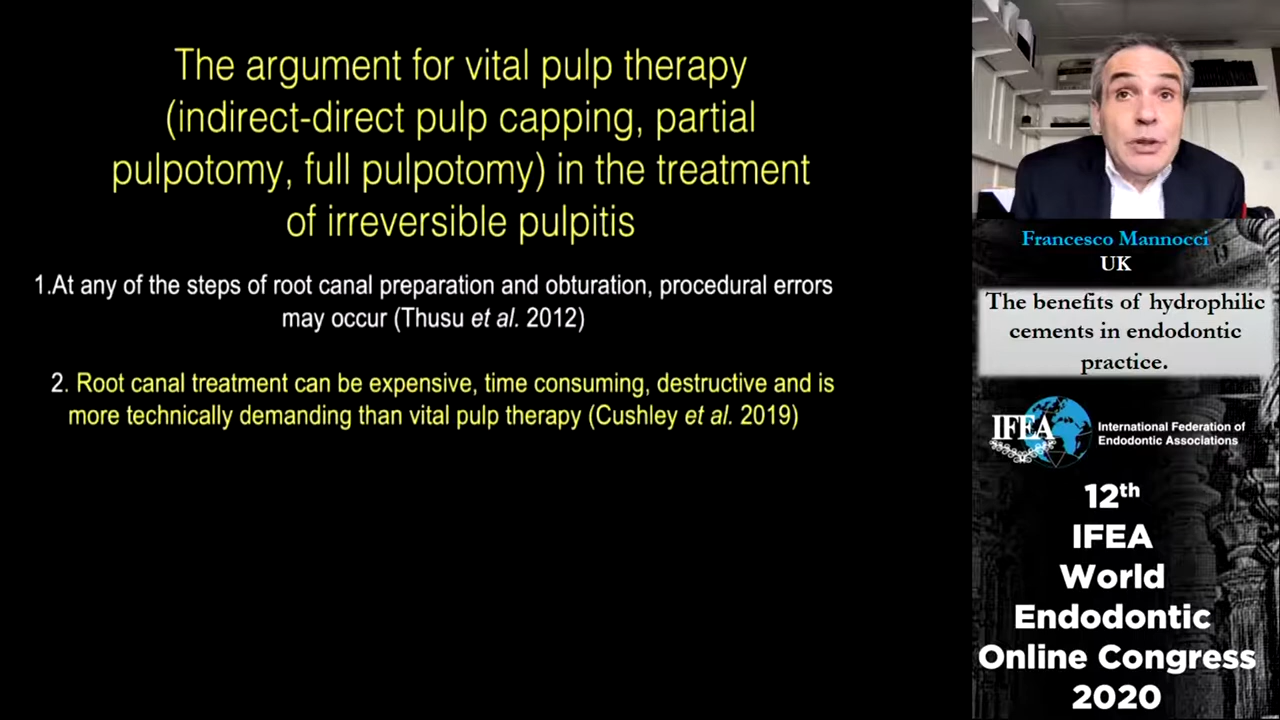 The argument for vital pulp therapy
(indirect-direct pulp capping, partial
pulpotomy, full pulpotomy) in the treatment
of irreversible pulpitis
1.At any of the steps of root canal preparation and obturation, procedural errors
may occur (Thusu et al. 2012)
2. Root canal treatment can be expensive, time consuming, destructive and is
more technically demanding than vital pulp therapy (Cushley et al. 2019)
Francesco Mannocci
UK
The benefits of hydrophilic
cements in endodontic
practice.
IFEA
International Federation of
Endodontic Associations
12th
IFEA
World
Endodontic
Online Congress
2020